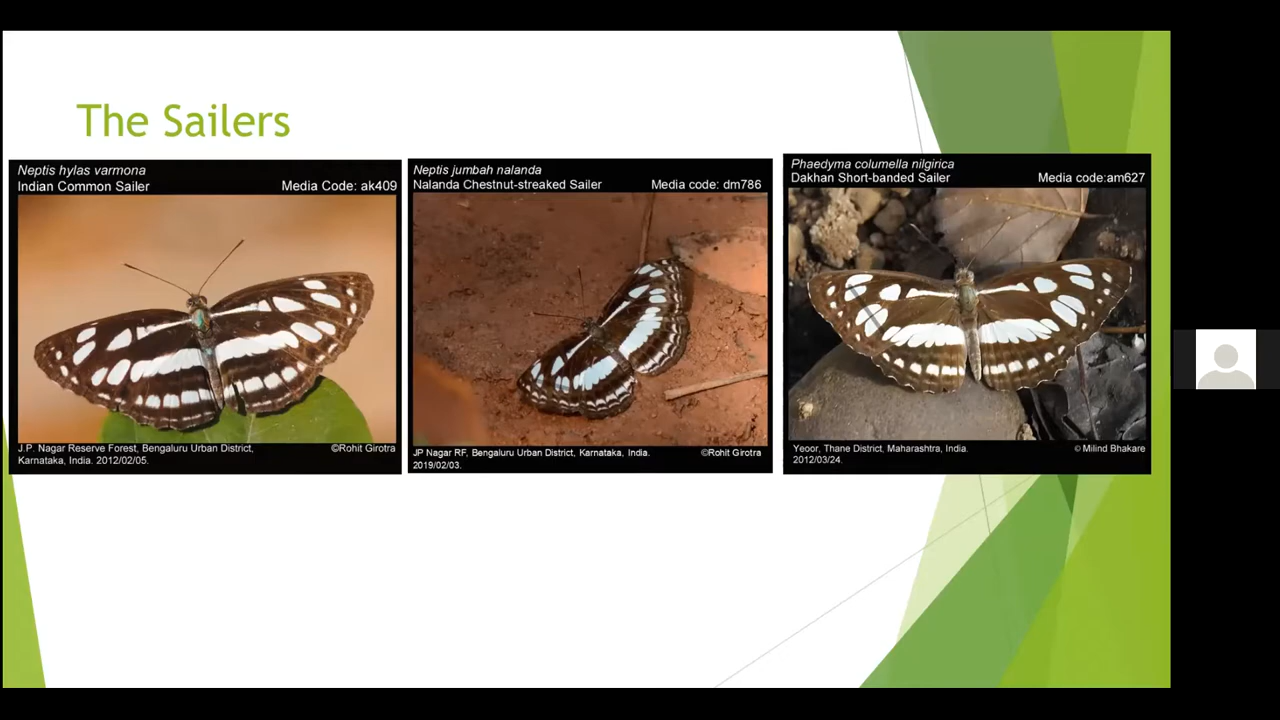 The Sailers
Neptis hylas varmona
Indian Common Sailer Media Code: ak409
J.P. Nagar Reserve Forest, Bengaluru Urban District, ©Rohit Girotra
Karnataka, India. 2012/02/05.
Neptis jumbah nalanda
Nalanda Chestnut-streaked Sailer Media code: dm786
JP Nagar RF, Bengaluru Urban District, Karnataka, India. ©Rohit Girotra
2019/02/03.
Phaedyma columella nilgirica
Dakhan Short-banded Sailer Media code:am627
Yeoor, Thane District, Maharashtra, India. © Milind Bhakare
2012/03/24.